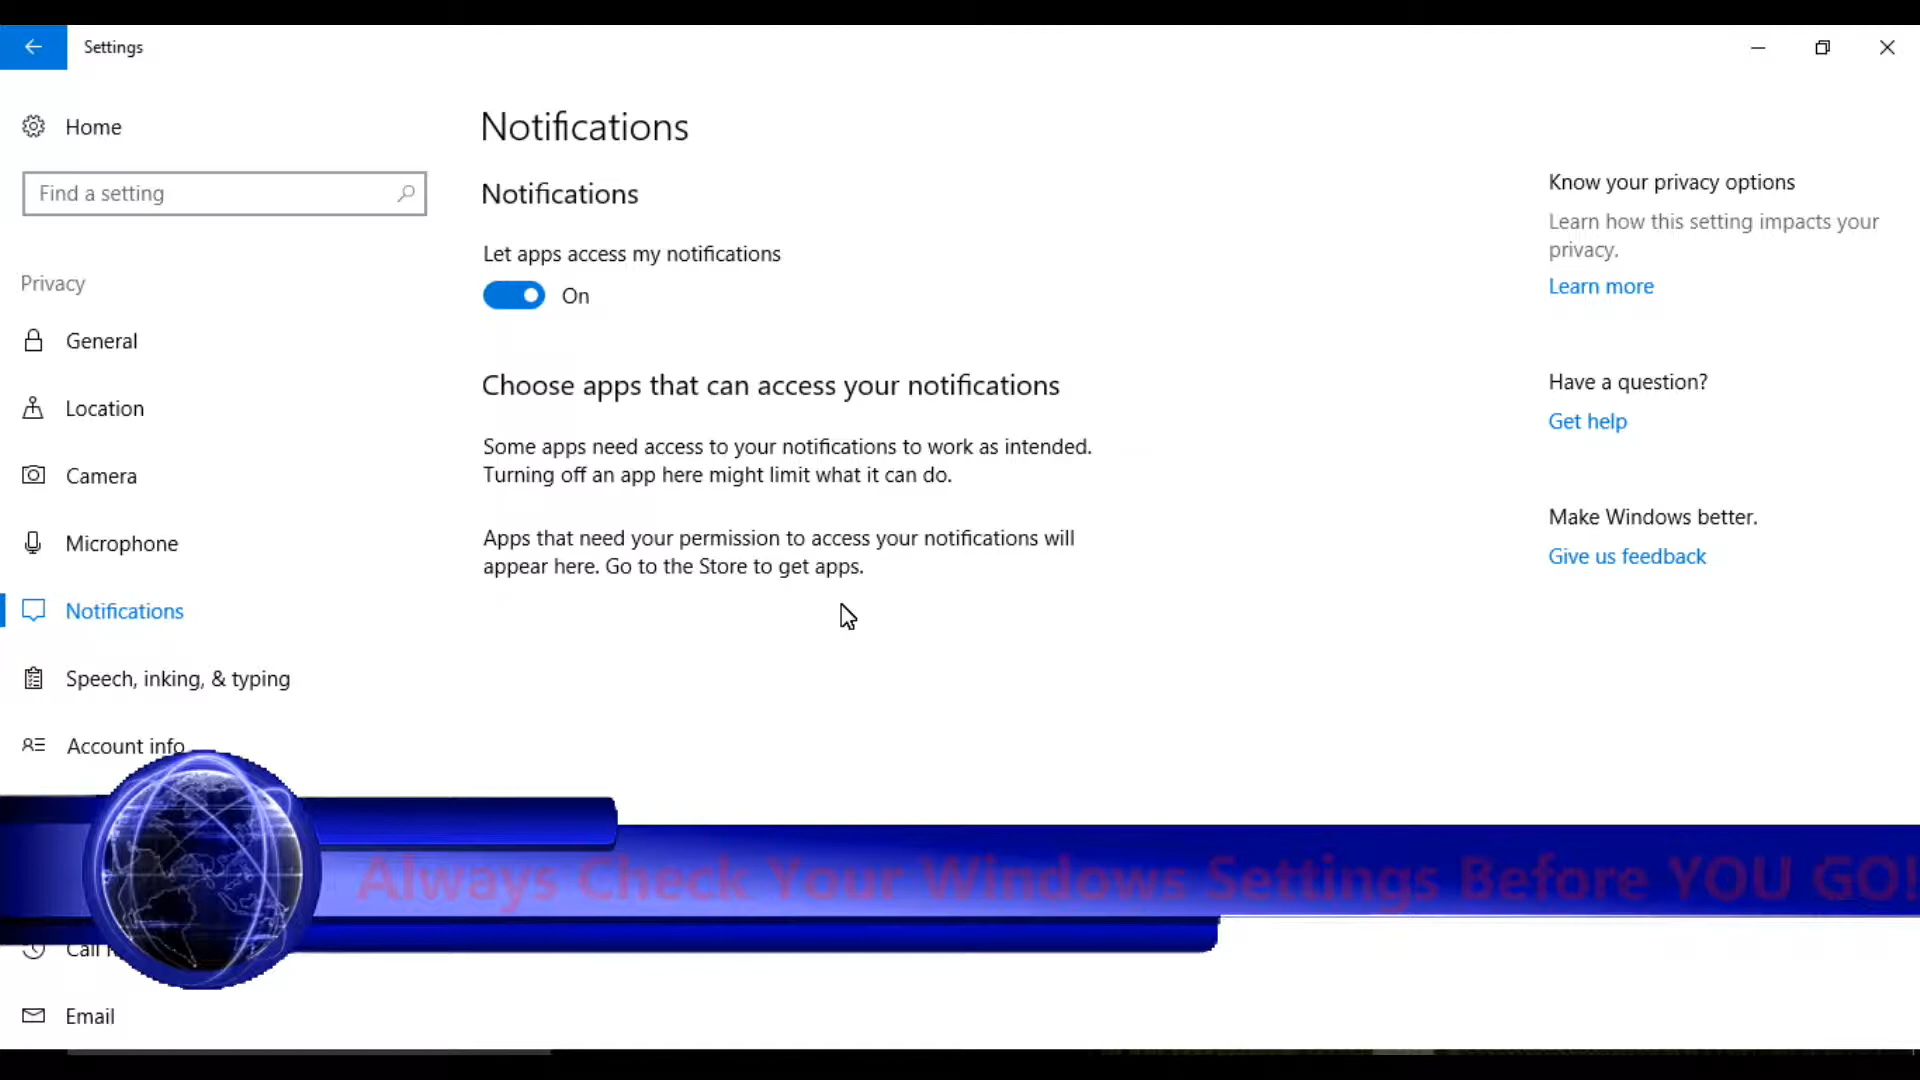 Settings
Home
Find a setting
Privacy
General
Location
Camera
Microphone
Notifications
Speech, inking, & typing
Account info
Call
Email
Notifications
Notifications
Let apps access my notifications
On
Choose apps that can access your notifications
Some apps need access to your notifications to work as intended.
Turning off an app here might limit what it can do.
Apps that need your permission to access your notifications will
appear here. Go to the Store to get apps.
Know your privacy options
Learn how this setting impacts your
privacy.
Learn more
Have a question?
Get help
Make Windows better.
Give us feedback
Always Check Your Windows Settings Before YOU GO!